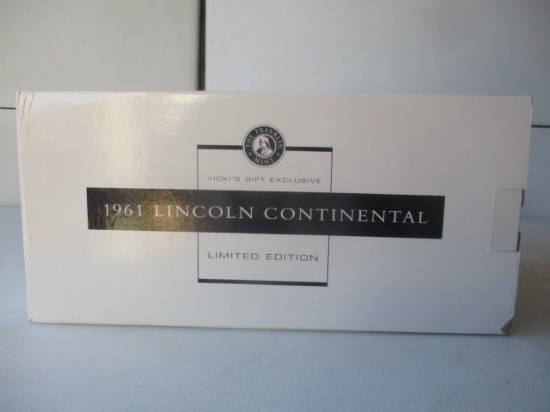 THE FRANKLIN
MINT
VICKI'S GIFT EXCLUSIVE
1961 LINCOLN CONTINENTAL
LIMITED EDITION